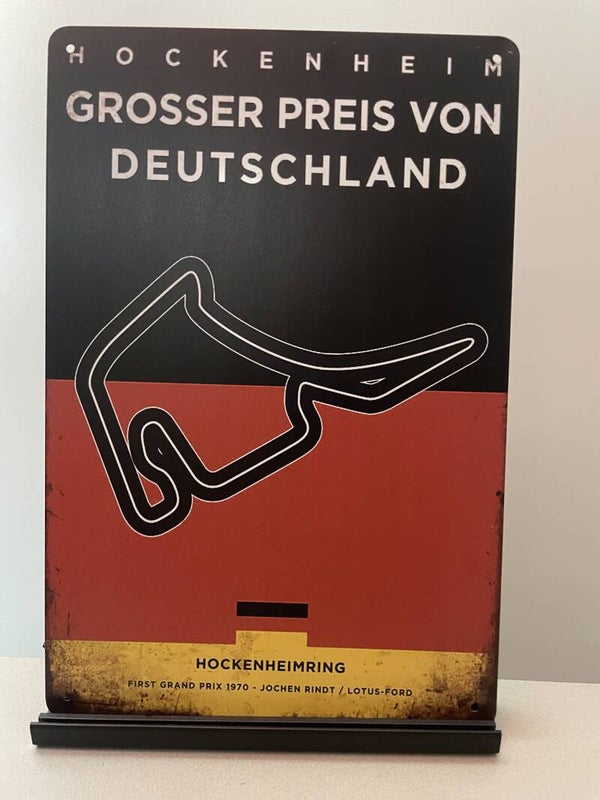 HOCKENHEIM
GROSSER PREIS VON
DEUTSCHLAND
HOCKENHEIMRING
FIRST GRAND PRIX 1970 - JOCHEN RINDT / LOTUS-FORD